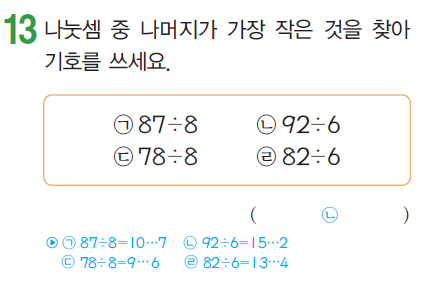 13 나눗셈 중 나머지가 가장 작은 것을 찾아
기호를 쓰세요.
㉠ 87÷8 ㉡ 92÷6
㉢ 78÷8 ㉣ 82÷6
( ㉡ )
▶ ㉠ 87÷8=10…7 ㉡ 92÷6=15…2
㉢ 78÷8=9…6 ㉣ 82÷6=13…4